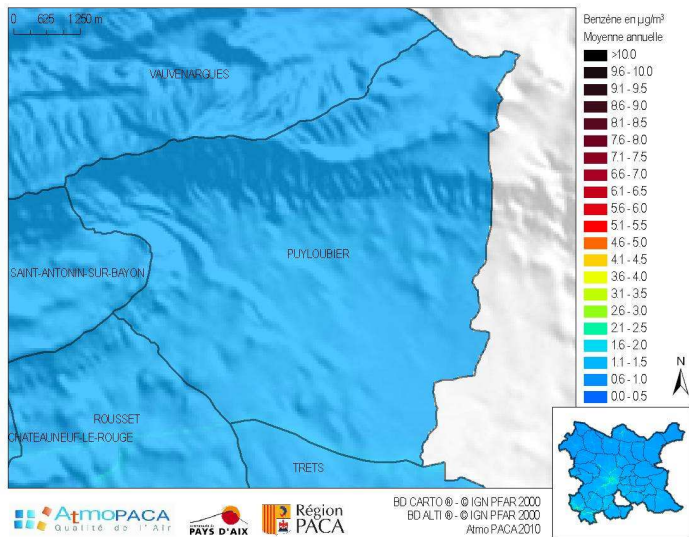 0 625 1 250 m
VAUVENARGUES
PUYLOUBIER
SAINT-ANTONIN-SUR-BAYON
ROUSSET
CHATEAUNEUF-LE-ROUGE
TRETS
Benzène en µg/m³
Moyenne annuelle
>10.0
9.6 - 10.0
9.1 - 9.5
8.6 - 9.0
8.1 - 8.5
7.6 - 8.0
7.1 - 7.5
6.6 - 7.0
6.1 - 6.5
5.6 - 6.0
5.1 - 5.5
4.6 - 5.0
4.1 - 4.5
3.6 - 4.0
3.1 - 3.5
2.6 - 3.0
2.1 - 2.5
1.6 - 2.0
1.1 - 1.5
0.6 - 1.0
0.0 - 0.5
N
AtmoPACA
Qualité de l'Air
PAYS D'AIX
Région
PACA
BD CARTO ® - © IGN PFAR 2000
BD ALTI ® - © IGN PFAR 2000
Atmo PACA 2010